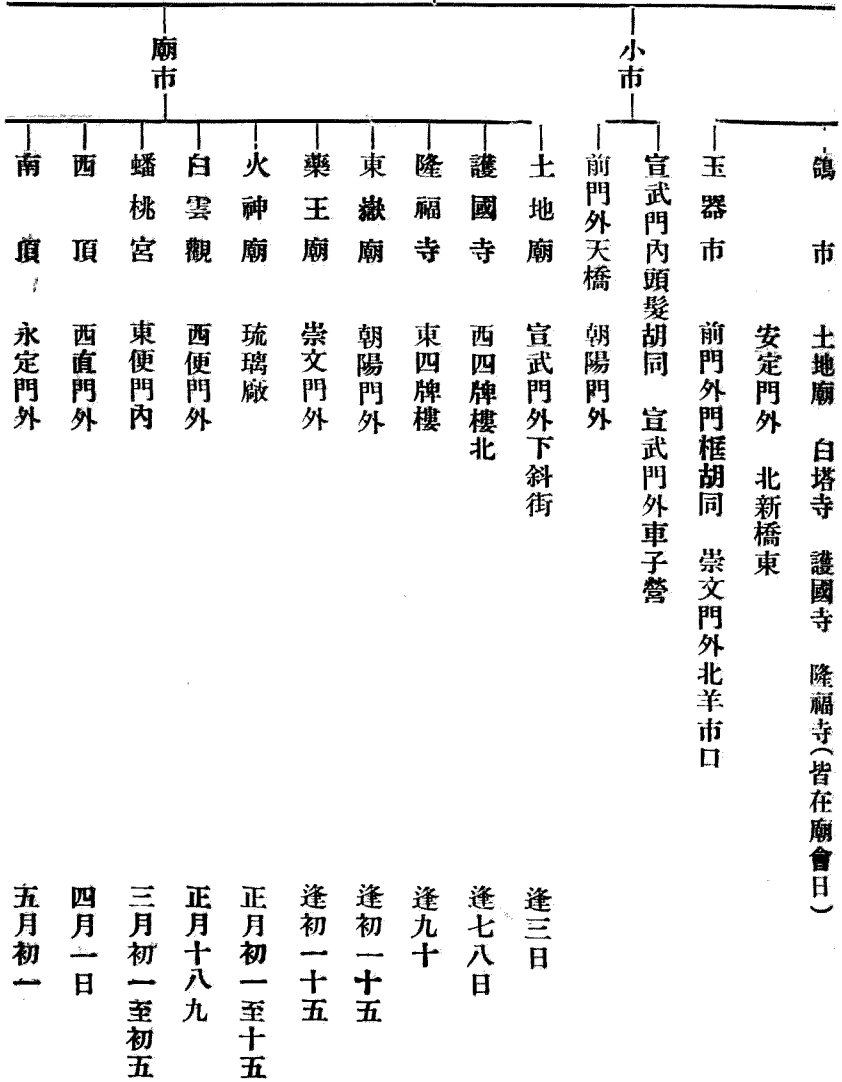 鴿市　土地廟　白塔寺　護國寺　隆福寺(皆在廟會日)
安定門外　北新橋東
玉器市　前門外門框胡同　崇文門外北羊市口
小市
宣武門內頭髮胡同　宣武門外車子營
前門外天橋　朝陽門外
廟市
土地廟　宣武門外下斜街　逢三日
護國寺　西四牌樓北　逢七八日
隆福寺　東四牌樓　逢九十
東嶽廟　朝陽門外　逢初一十五
藥王廟　崇文門外　逢初一十五
火神廟　琉璃廠　正月初一至十五
白雲觀　西便門外　正月十八九
蟠桃宮　東便門內　三月初一至初五
西頂　西直門外　四月一日
南頂　永定門外　五月初一